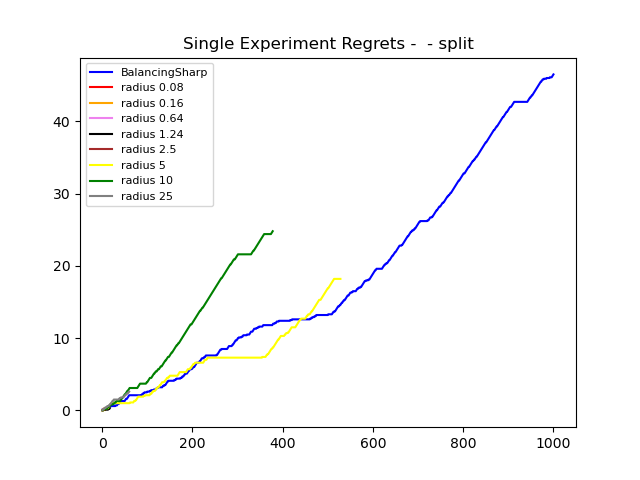 Single Experiment Regrets -  - split
BalancingSharp
radius 0.08
radius 0.16
radius 0.64
radius 1.24
radius 2.5
radius 5
radius 10
radius 25
40
30
20
10
0
0 200 400 600 800 1000